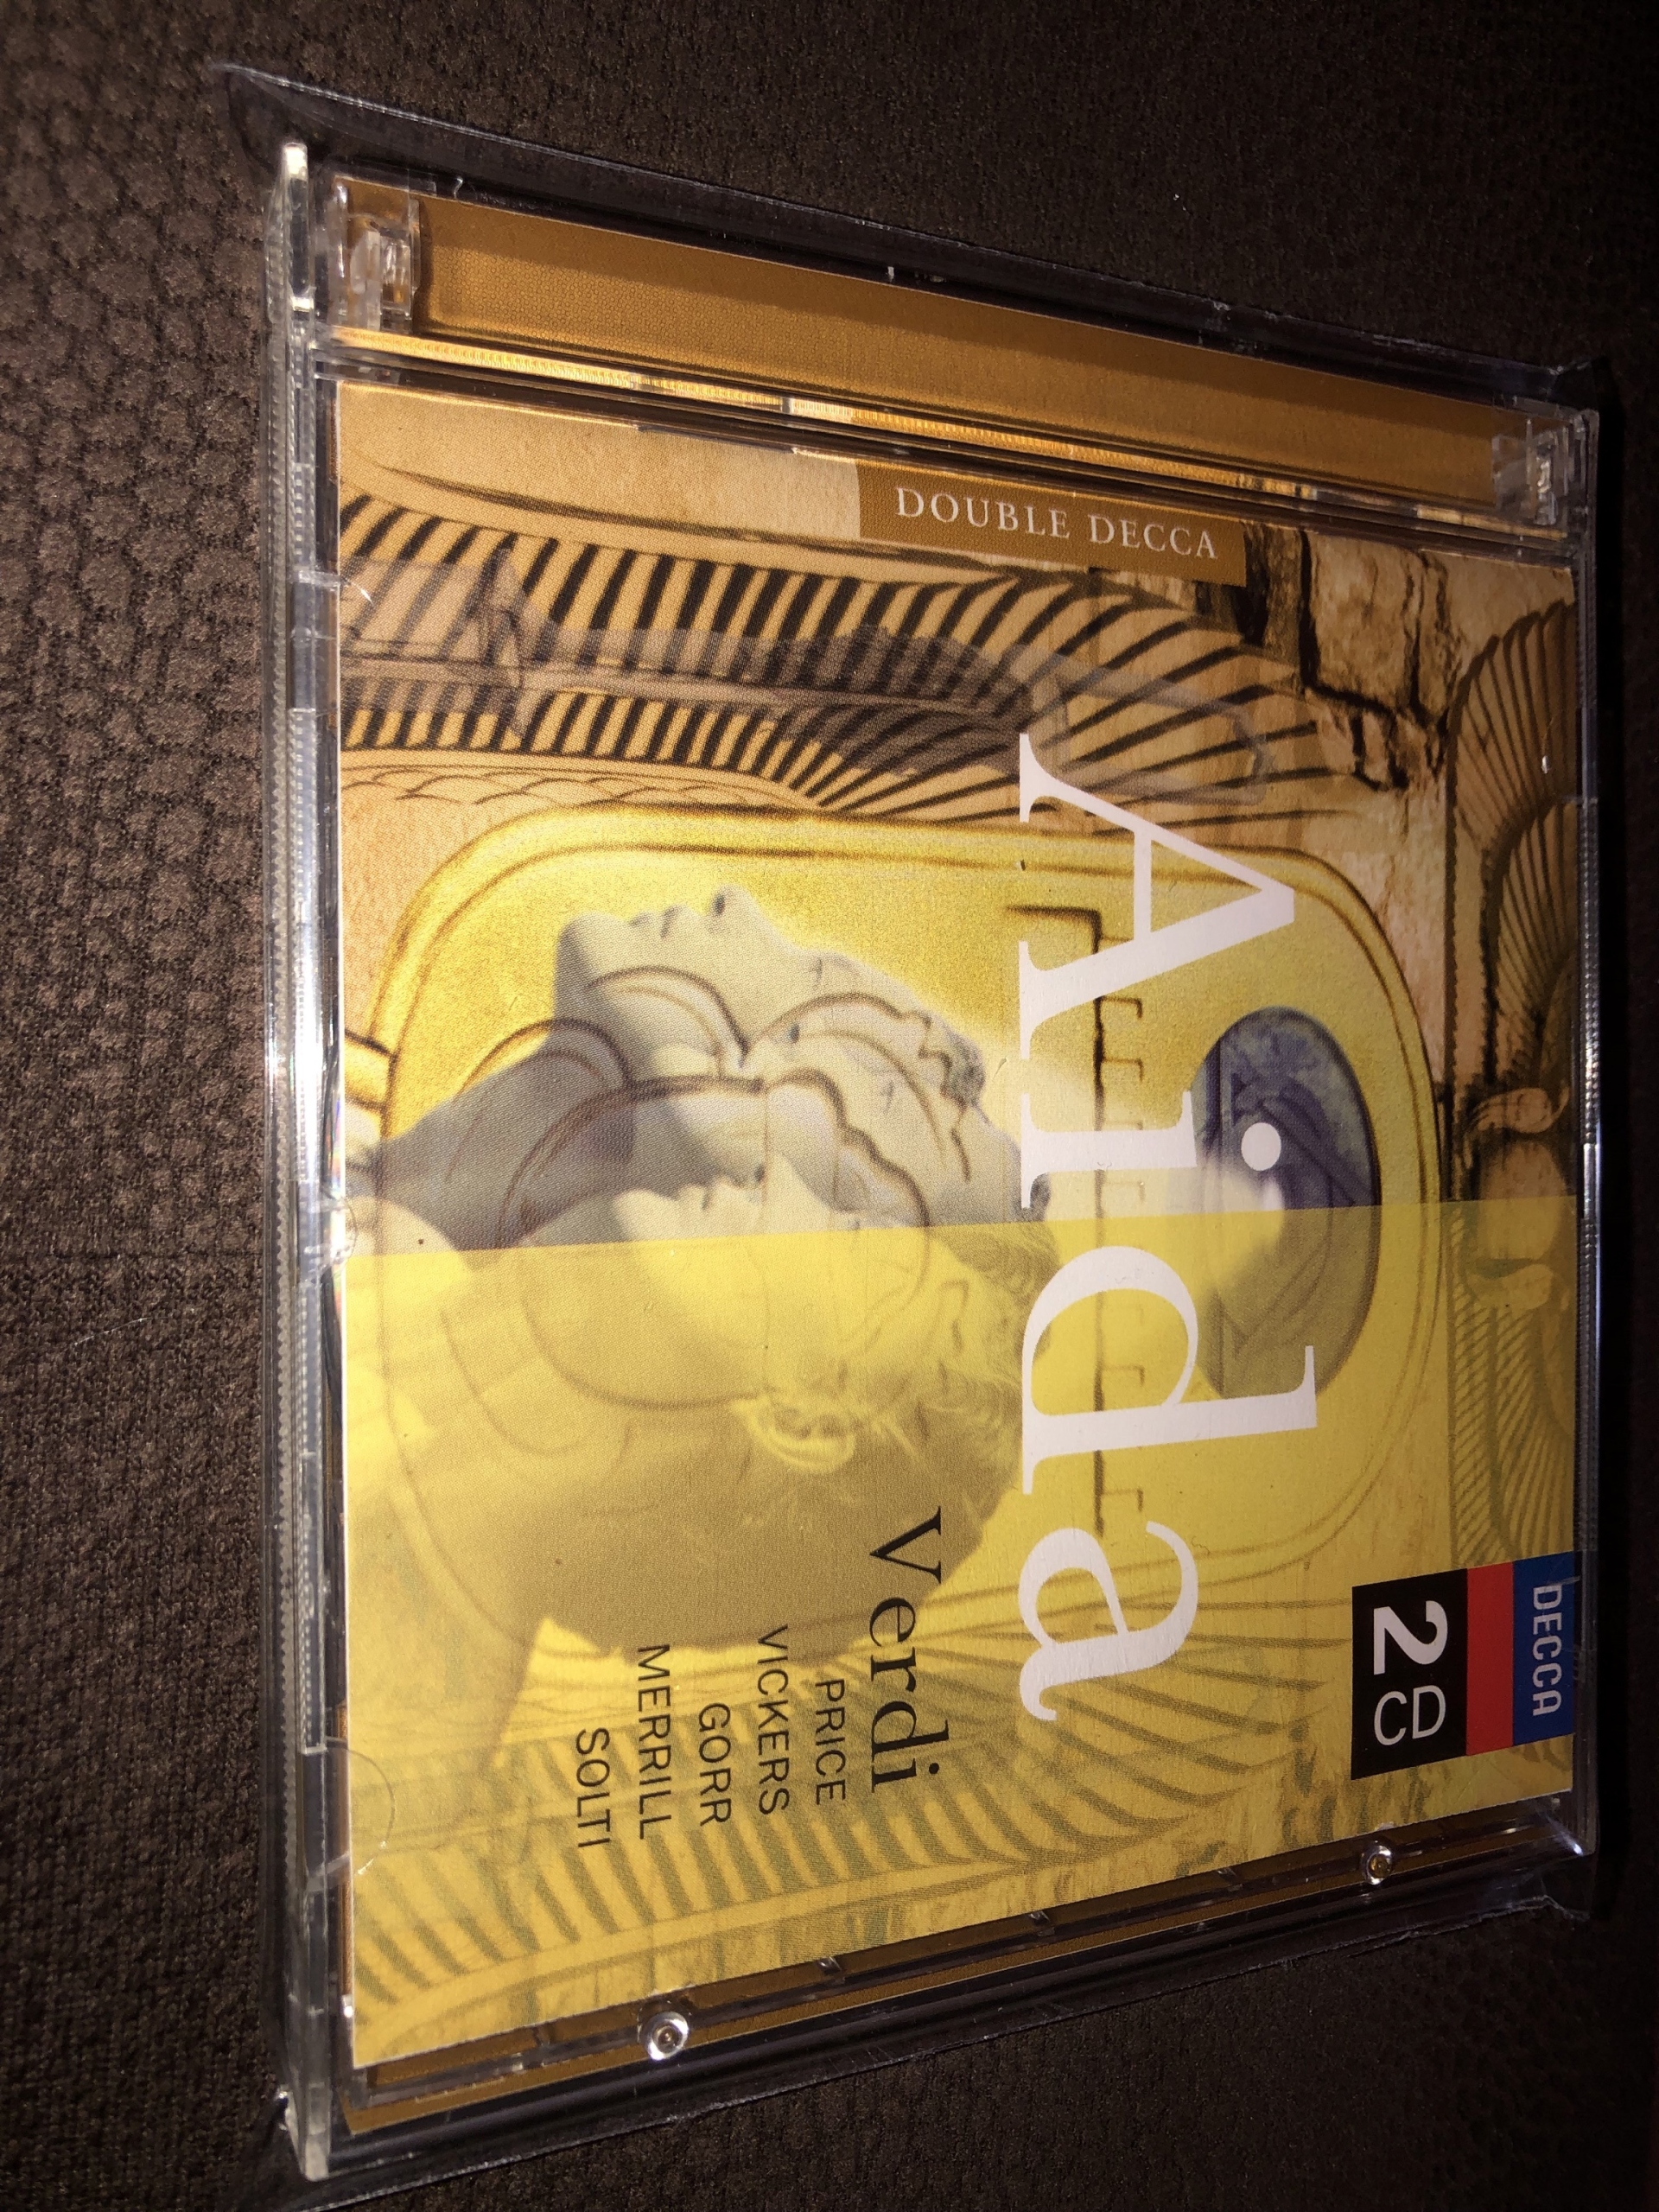 DOUBLE DECCA
DECCA
2 CD
Aida
Verdi
PRICE
VICKERS
GORR
MERRILL
SOLTI